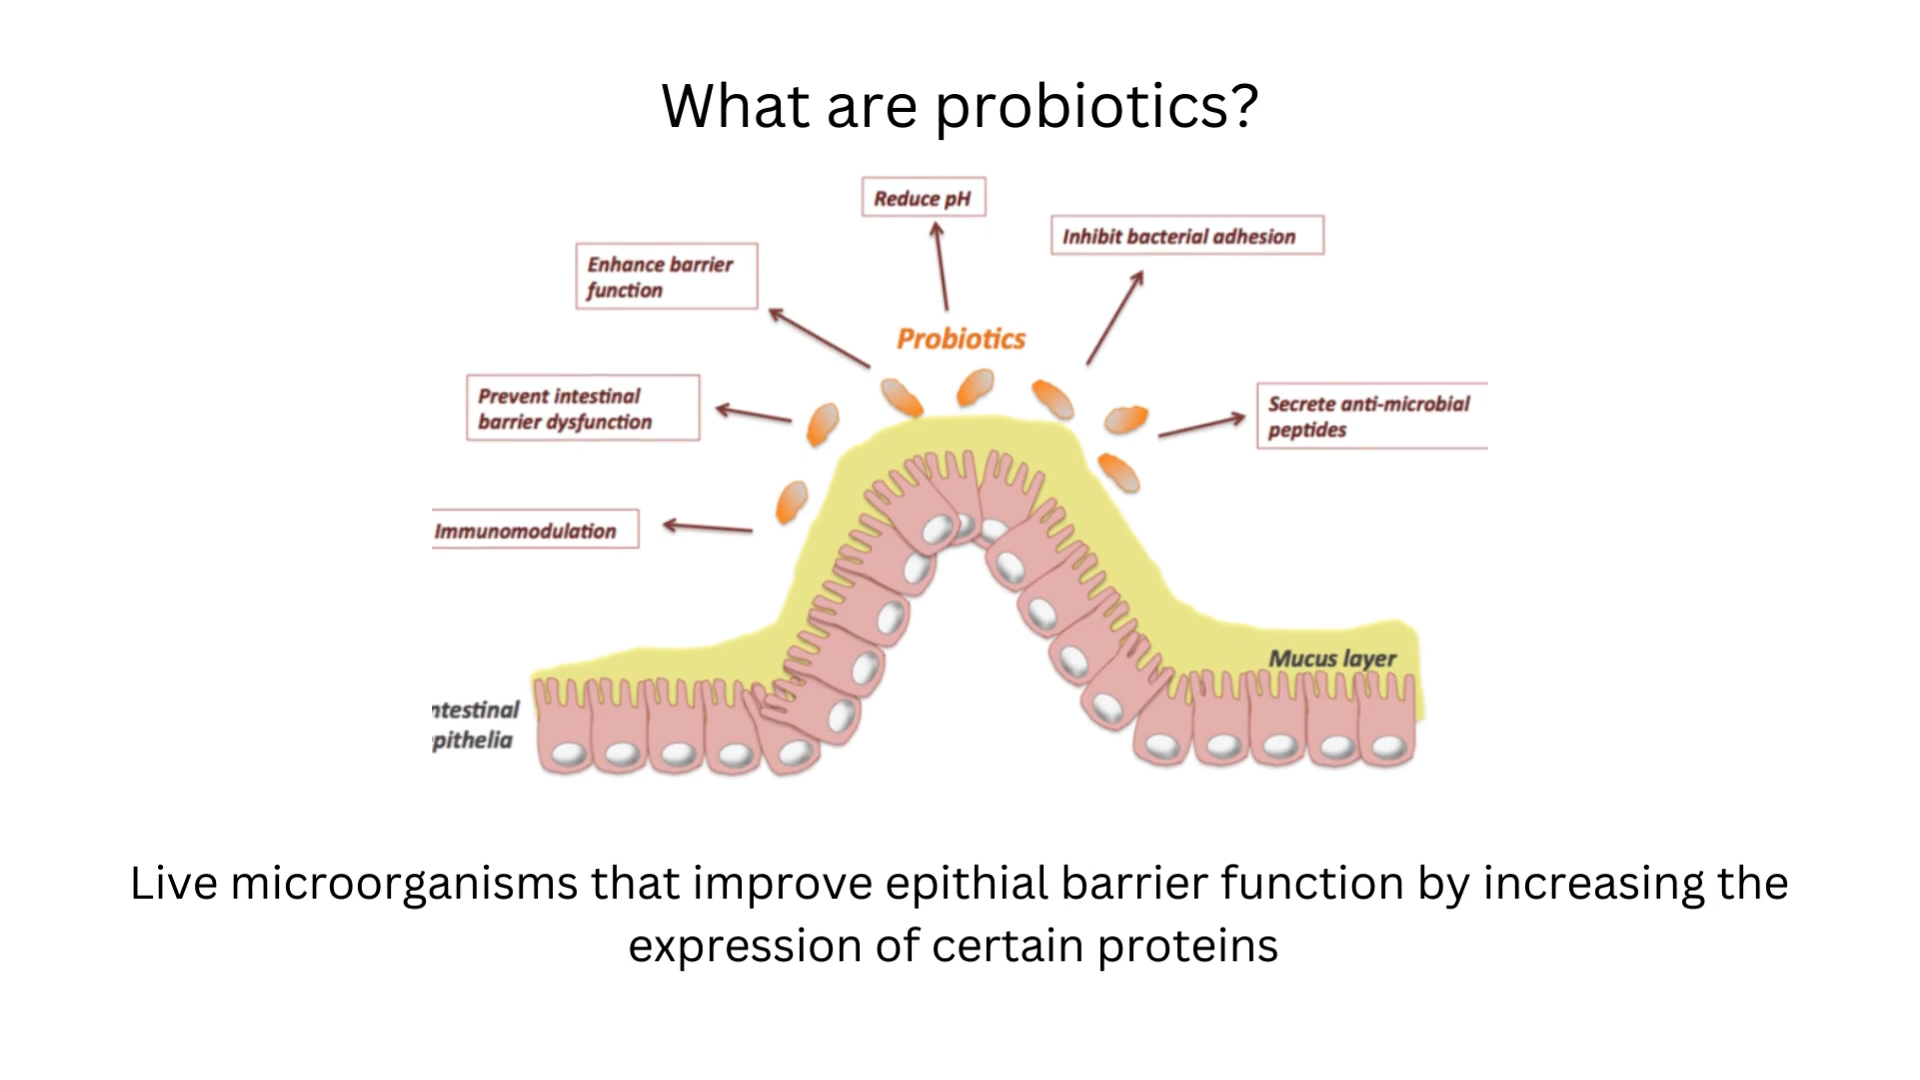 What are probiotics?
Reduce pH
Inhibit bacterial adhesion
Enhance barrier
function
Probiotics
Prevent intestinal
barrier dysfunction
Secrete anti-microbial
peptides
Immunomodulation
Mucus layer
ntestinal
pithelia
Live microorganisms that improve epithial barrier function by increasing the
expression of certain proteins